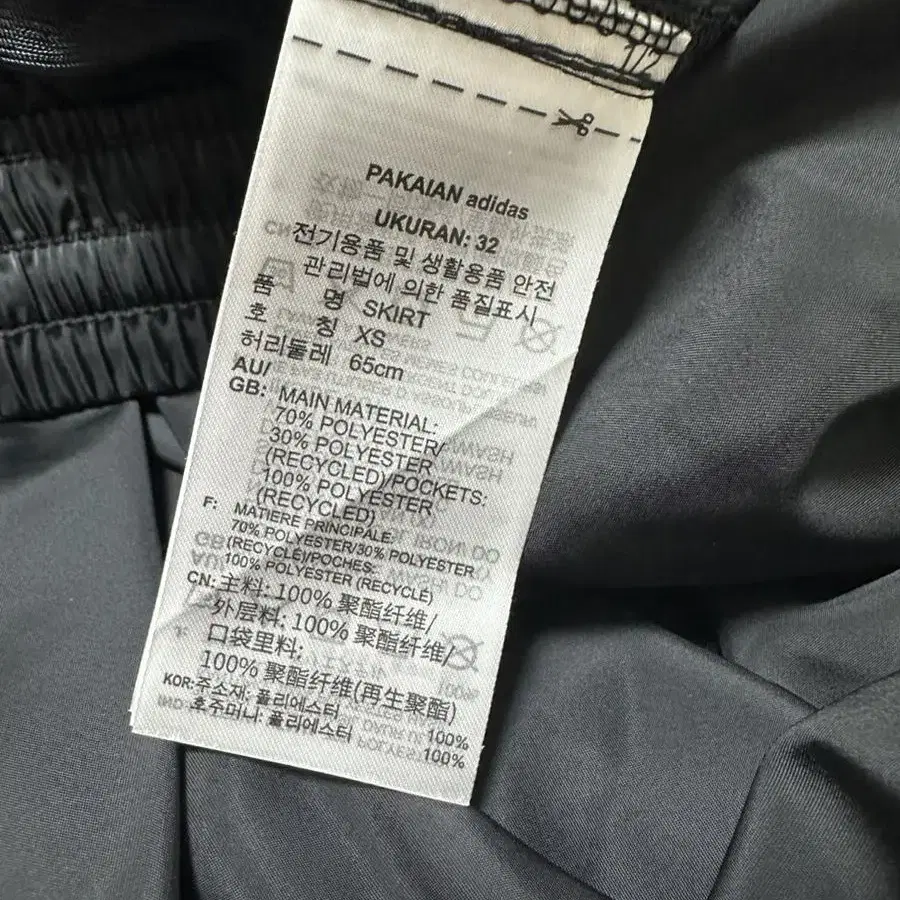 1/2
PAKAIAN adidas
UKURAN: 32
전기용품 및 생활용품 안전
관리법에 의한 품질표시
품 명 SKIRT
호 칭 XS
허리둘레 65cm
AU/
GB: MAIN MATERIAL:
70% POLYESTER/
30% POLYESTER
(RECYCLED)/POCKETS:
100% POLYESTER
(RECYCLED)
F: MATIERE PRINCIPALE:
70% POLYESTER/30% POLYESTER
(RECYCLÉ)/POCHES:
100% POLYESTER (RECYCLÉ)
CN: 主料: 100% 聚酯纤维/
外层料: 100% 聚酯纤维/
口袋里料:
100% 聚酯纤维(再生聚酯)
KOR: 주소재: 폴리에스터 100%
호주머니: 폴리에스터 100%